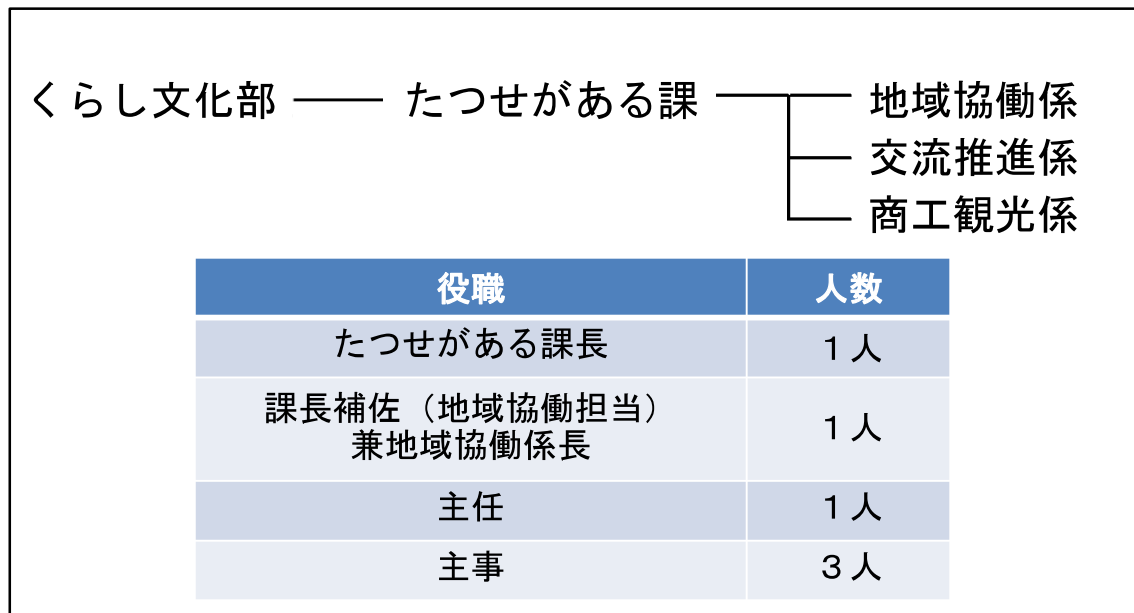 くらし文化部 たつせがある課 地域協働係
交流推進係
商工観光係
役職 人数
たつせがある課長 1人
課長補佐（地域協働担当）
兼地域協働係長 1人
主任 1人
主事 3人